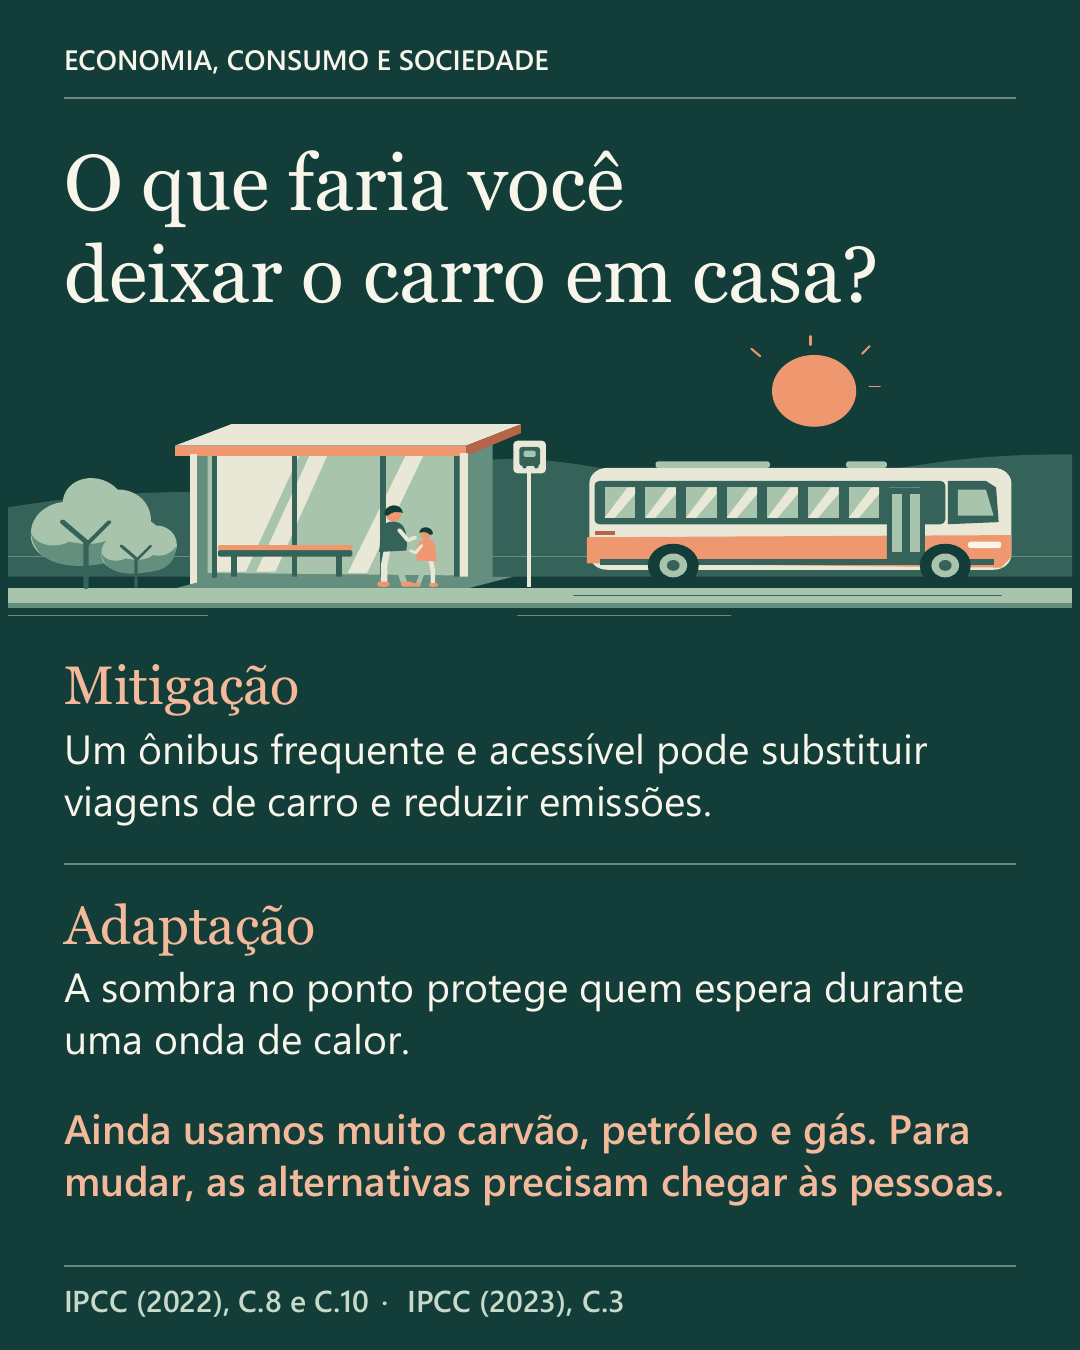 ECONOMIA, CONSUMO E SOCIEDADE
O que faria você
deixar o carro em casa?
Mitigação
Um ônibus frequente e acessível pode substituir
viagens de carro e reduzir emissões.
Adaptação
A sombra no ponto protege quem espera durante
uma onda de calor.
Ainda usamos muito carvão, petróleo e gás. Para
mudar, as alternativas precisam chegar às pessoas.
IPCC (2022), C.8 e C.10 · IPCC (2023), C.3